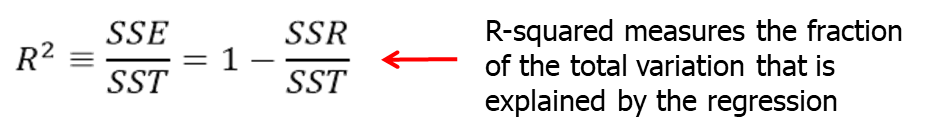 R² ≡ SSE/SST = 1 − SSR/SST
R-squared measures the fraction
of the total variation that is
explained by the regression